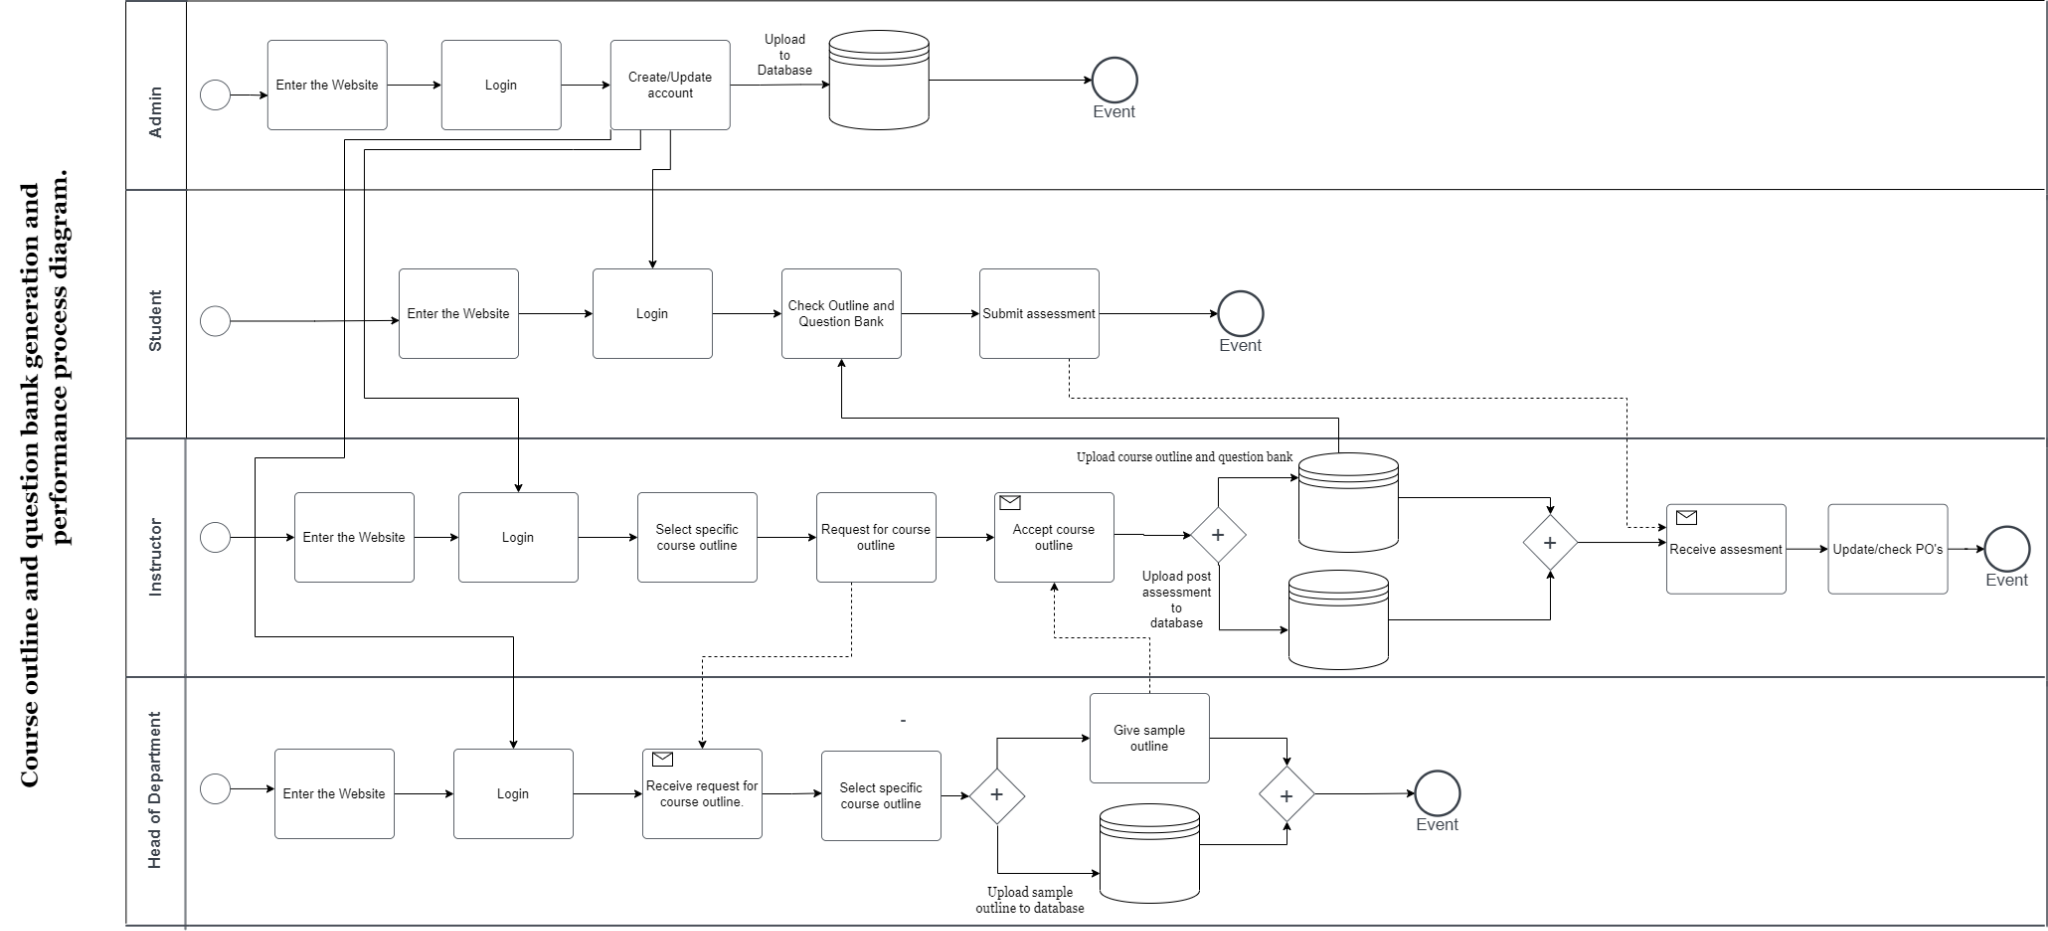 Course outline and question bank generation and
performance process diagram.
Admin
Enter the Website
Login
Create/Update
account
Upload
to
Database
Event
Student
Enter the Website
Login
Check Outline and
Question Bank
Submit assessment
Event
Instructor
Enter the Website
Login
Select specific
course outline
Request for course
outline
Accept course
outline
+
Upload course outline and question bank
Upload post
assessment
to
database
+
Receive assesment
Update/check PO's
Event
Head of Department
Enter the Website
Login
Receive request for
course outline.
-
Select specific
course outline
+
Give sample
outline
Upload sample
outline to database
+
Event